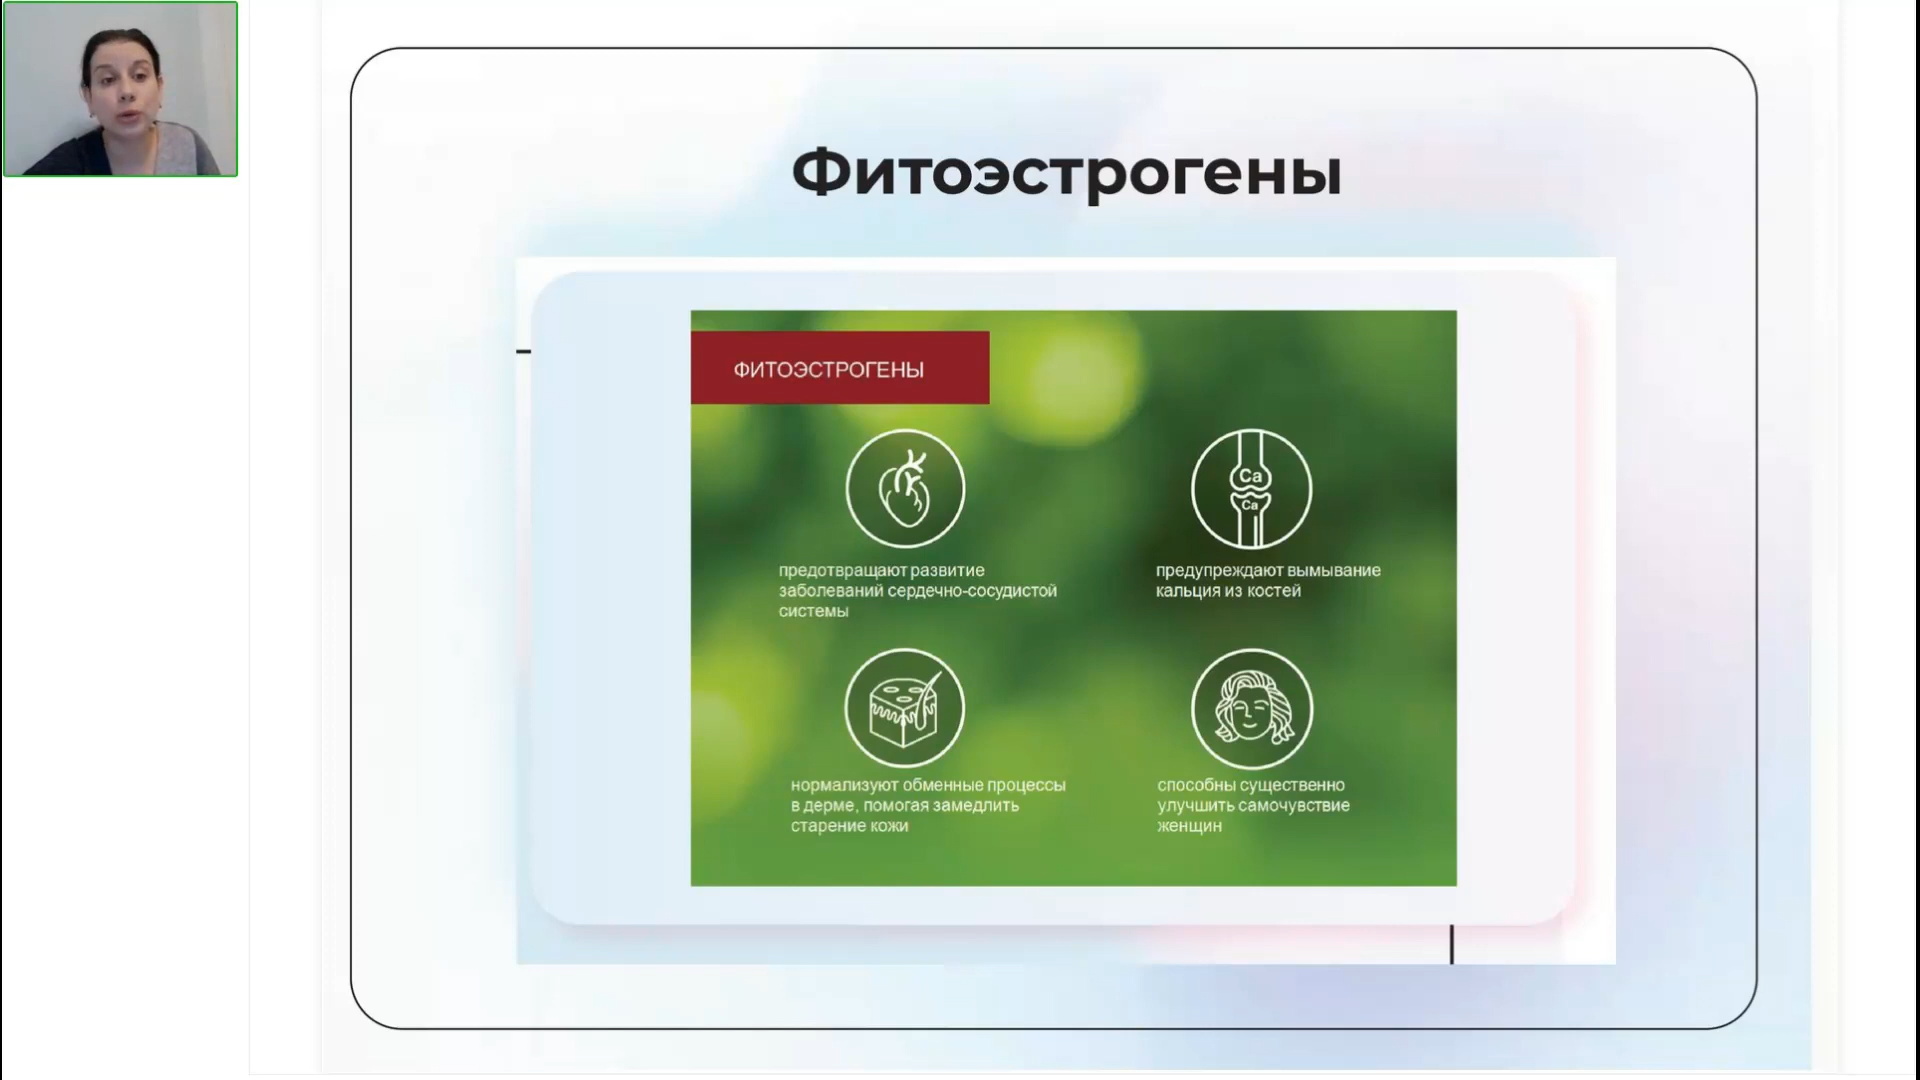 Фитоэстрогены
ФИТОЭСТРОГЕНЫ
Ca
Ca
предотвращают развитие
заболеваний сердечно-сосудистой
системы
предупреждают вымывание
кальция из костей
нормализуют обменные процессы
в дерме, помогая замедлить
старение кожи
способны существенно
улучшить самочувствие
женщин